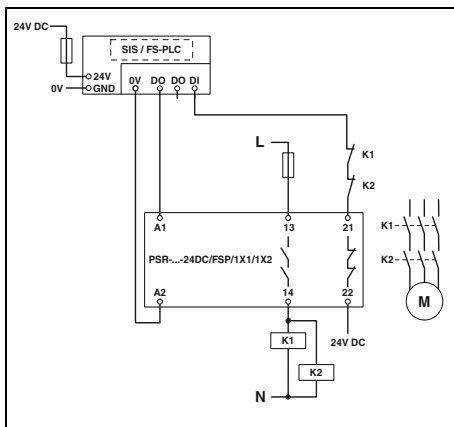 24V DC
SIS / FS-PLC
24V
0V
GND
0V DO DO DI
K1
L
K2
A1
13
21
K1
PSR-...-24DC/FSP/1X1/1X2
K2
M
A2
14
22
K1
24V DC
K2
N